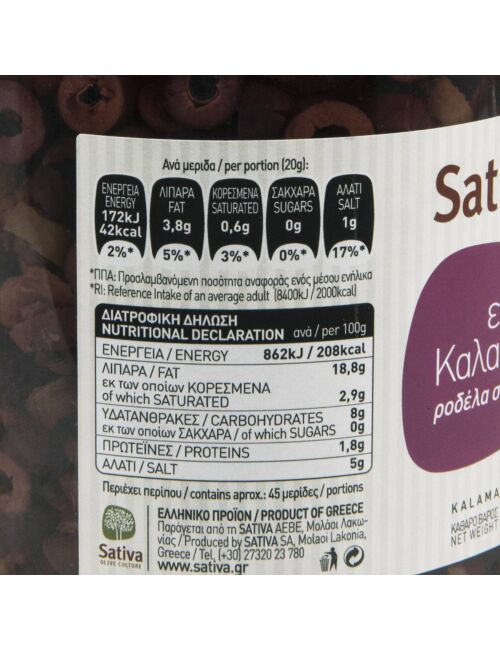 Ανά μερίδα / per portion (20g):
ΕΝΕΡΓΕΙΑ ENERGY 172kJ 42kcal 2%*
ΛΙΠΑΡΑ FAT 3,8g 5%*
ΚΟΡΕΣΜΕΝΑ SATURATED 0,6g 3%*
ΣΑΚΧΑΡΑ SUGARS 0g 0%*
ΑΛΑΤΙ SALT 1g 17%*
*ΠΠΑ: Προσλαμβανόμενη ποσότητα αναφοράς ενός μέσου ενήλικα
*RI: Reference Intake of an average adult (8400kJ / 2000kcal)
ΔΙΑΤΡΟΦΙΚΗ ΔΗΛΩΣΗ
NUTRITIONAL DECLARATION ανά / per 100g
ΕΝΕΡΓΕΙΑ / ENERGY 862kJ / 208kcal
ΛΙΠΑΡΑ / FAT 18,8g
εκ των οποίων ΚΟΡΕΣΜΕΝΑ
of which SATURATED 2,9g
ΥΔΑΤΑΝΘΡΑΚΕΣ / CARBOHYDRATES 8g
εκ των οποίων ΣΑΚΧΑΡΑ / of which SUGARS 0g
ΠΡΩΤΕΪΝΕΣ / PROTEINS 1,8g
ΑΛΑΤΙ / SALT 5g
Περιέχει περίπου / contains aprox.: 45 μερίδες / portions
ΕΛΛΗΝΙΚΟ ΠΡΟΪΟΝ / PRODUCT OF GREECE
Παράγεται από τη SATIVA AEBE, Μολάοι Λακω-
νίας / Produced by SATIVA SA, Molaoi Lakonia,
Greece / Tel. (+30) 27320 23 780
www.sativa.gr
Sativa
OLIVE CULTURE
Sat
ε
Καλα
ροδέλα σ
KALAMA
ΚΑΘΑΡΟ ΒΑΡΟΣ
NET WEIGHT